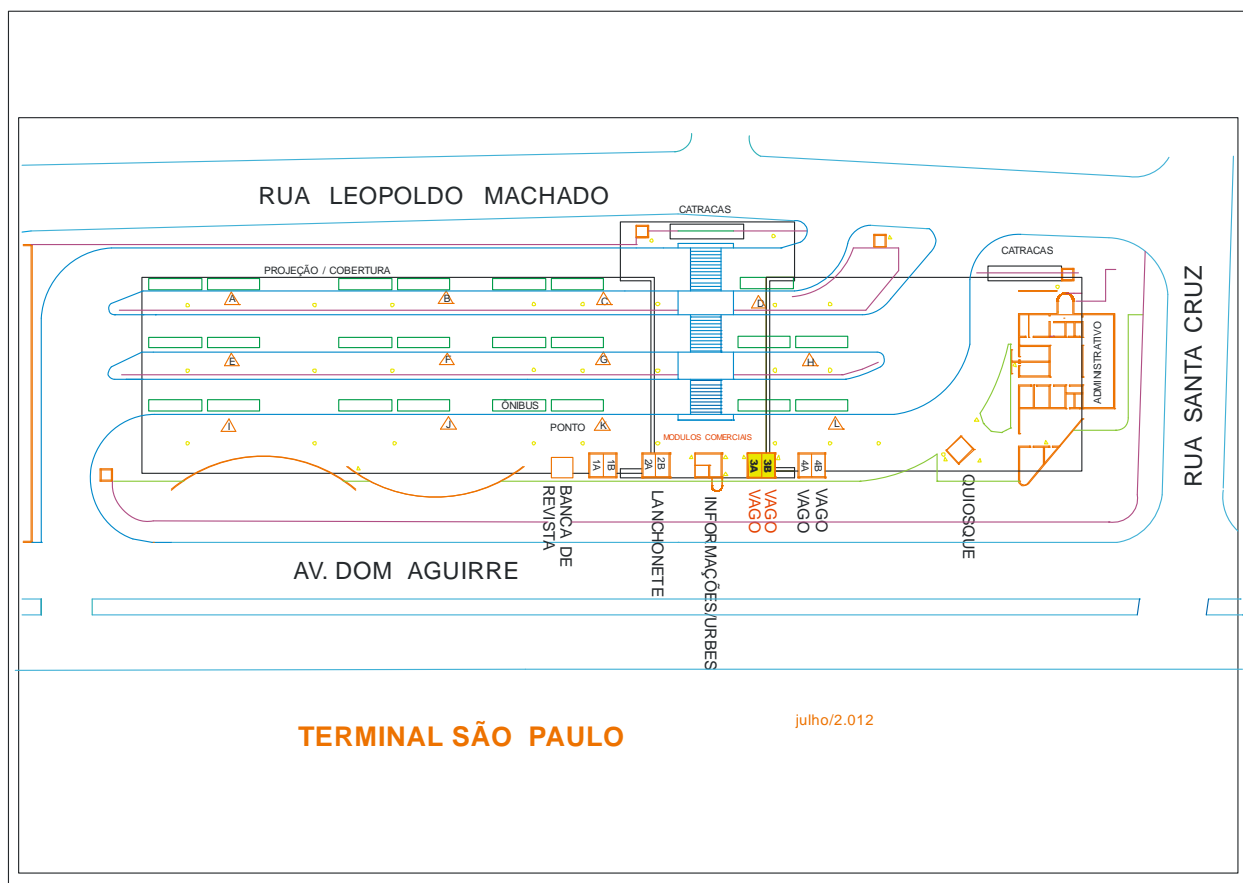 RUA LEOPOLDO MACHADO
CATRACAS
CATRACAS
PROJEÇÃO / COBERTURA
A
B
C
D
RUA SANTA CRUZ
ADMINISTRATIVO
E
F
G
H
ÔNIBUS
I
J
PONTO
K
L
MODULOS COMERCIAIS
1A
1B
2A
2B
3A
3B
4A
4B
BANCA DE
REVISTA
LANCHONETE
INFORMAÇÕES/URBES
VAGO
VAGO
VAGO
VAGO
QUIOSQUE
AV. DOM AGUIRRE
TERMINAL SÃO PAULO
julho/2.012